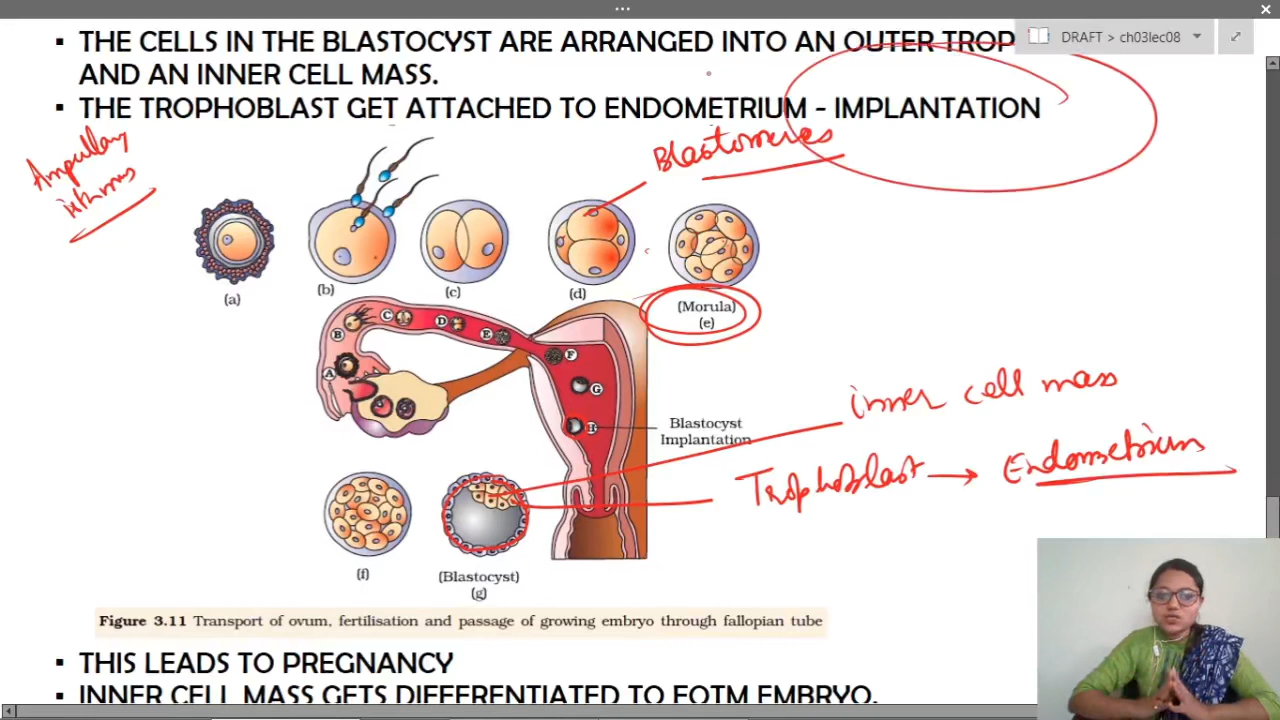 ▪ THE CELLS IN THE BLASTOCYST ARE ARRANGED INTO AN OUTER TROP
AND AN INNER CELL MASS.
▪ THE TROPHOBLAST GET ATTACHED TO ENDOMETRIUM - IMPLANTATION
DRAFT > ch03lec08
Ampullary
isthmus
Blastomeres
(a)
(b)
(c)
(d)
(Morula)
(e)
A
B
C
D
E
F
G
Blastocyst
Implantation
inner cell mass
Trophoblast → Endometrium
(f)
(Blastocyst)
(g)
Figure 3.11 Transport of ovum, fertilisation and passage of growing embryo through fallopian tube
▪ THIS LEADS TO PREGNANCY
▪ INNER CELL MASS GETS DIFFERENTIATED TO FOTM EMBRYO.